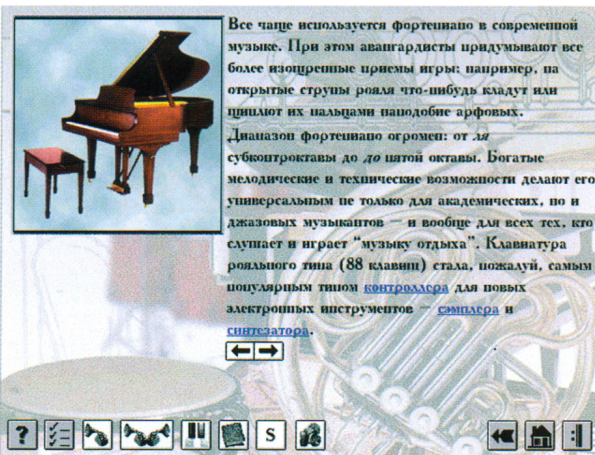 Все чаще используется фортепиано в современной
музыке. При этом авангардисты придумывают все
более изощренные приемы игры: например, на
открытые струны рояля что-нибудь кладут или
щиплют их пальцами наподобие арфовых.
Диапазон фортепиано огромен: от ля
субконтроктавы до до пятой октавы. Богатые
мелодические и технические возможности делают его
универсальным не только для академических, но и
джазовых музыкантов — и вообще для всех тех, кто
слушает и играет "музыку отдыха". Клавиатура
рояльного типа (88 клавиш) стала, пожалуй, самым
популярным типом контроллера для новых
электронных инструментов — сэмплера и
синтезатора.
? S